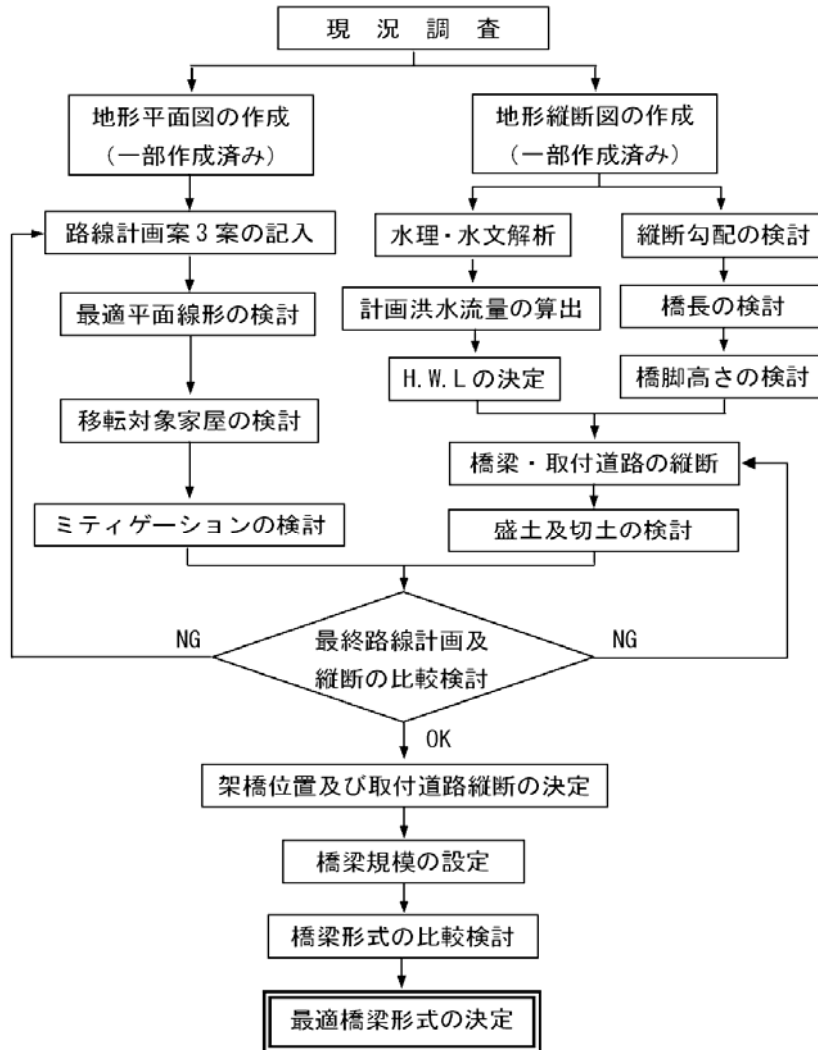 現況調査
地形平面図の作成
(一部作成済み)
地形縦断図の作成
(一部作成済み)
路線計画案3案の記入
水理・水文解析
縦断勾配の検討
最適平面線形の検討
計画洪水流量の算出
橋長の検討
H.W.Lの決定
橋脚高さの検討
移転対象家屋の検討
橋梁・取付道路の縦断
ミティゲーションの検討
盛土及切土の検討
NG
最終路線計画及
縦断の比較検討
NG
OK
架橋位置及び取付道路縦断の決定
橋梁規模の設定
橋梁形式の比較検討
最適橋梁形式の決定